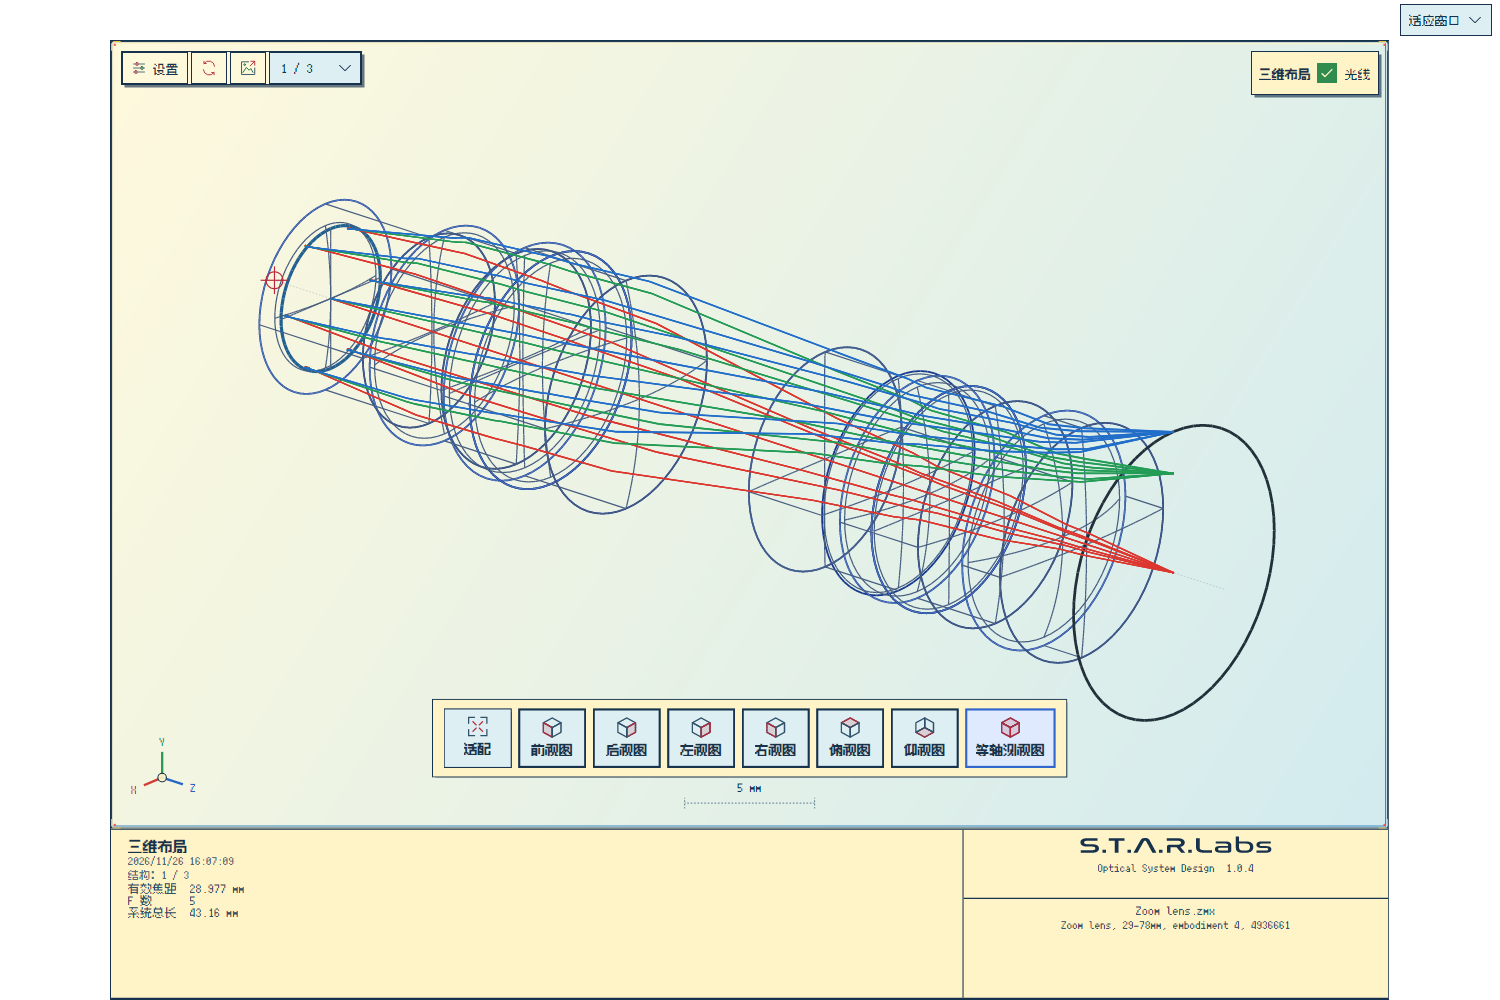 适应窗口
设置
1 / 3
三维布局 光线
Y
X
Z
适配
前视图
后视图
左视图
右视图
俯视图
仰视图
等轴测视图
5 мм
三维布局
2026/11/26 16:07:09
结构: 1 / 3
有效焦距 28.977 мм
F 数 5
系统总长 43.16 мм
S.T.A.R.Labs
Optical System Design 1.0.4
Zoom lens.zmx
Zoom lens, 29-78мм, embodiment 4, 4936661